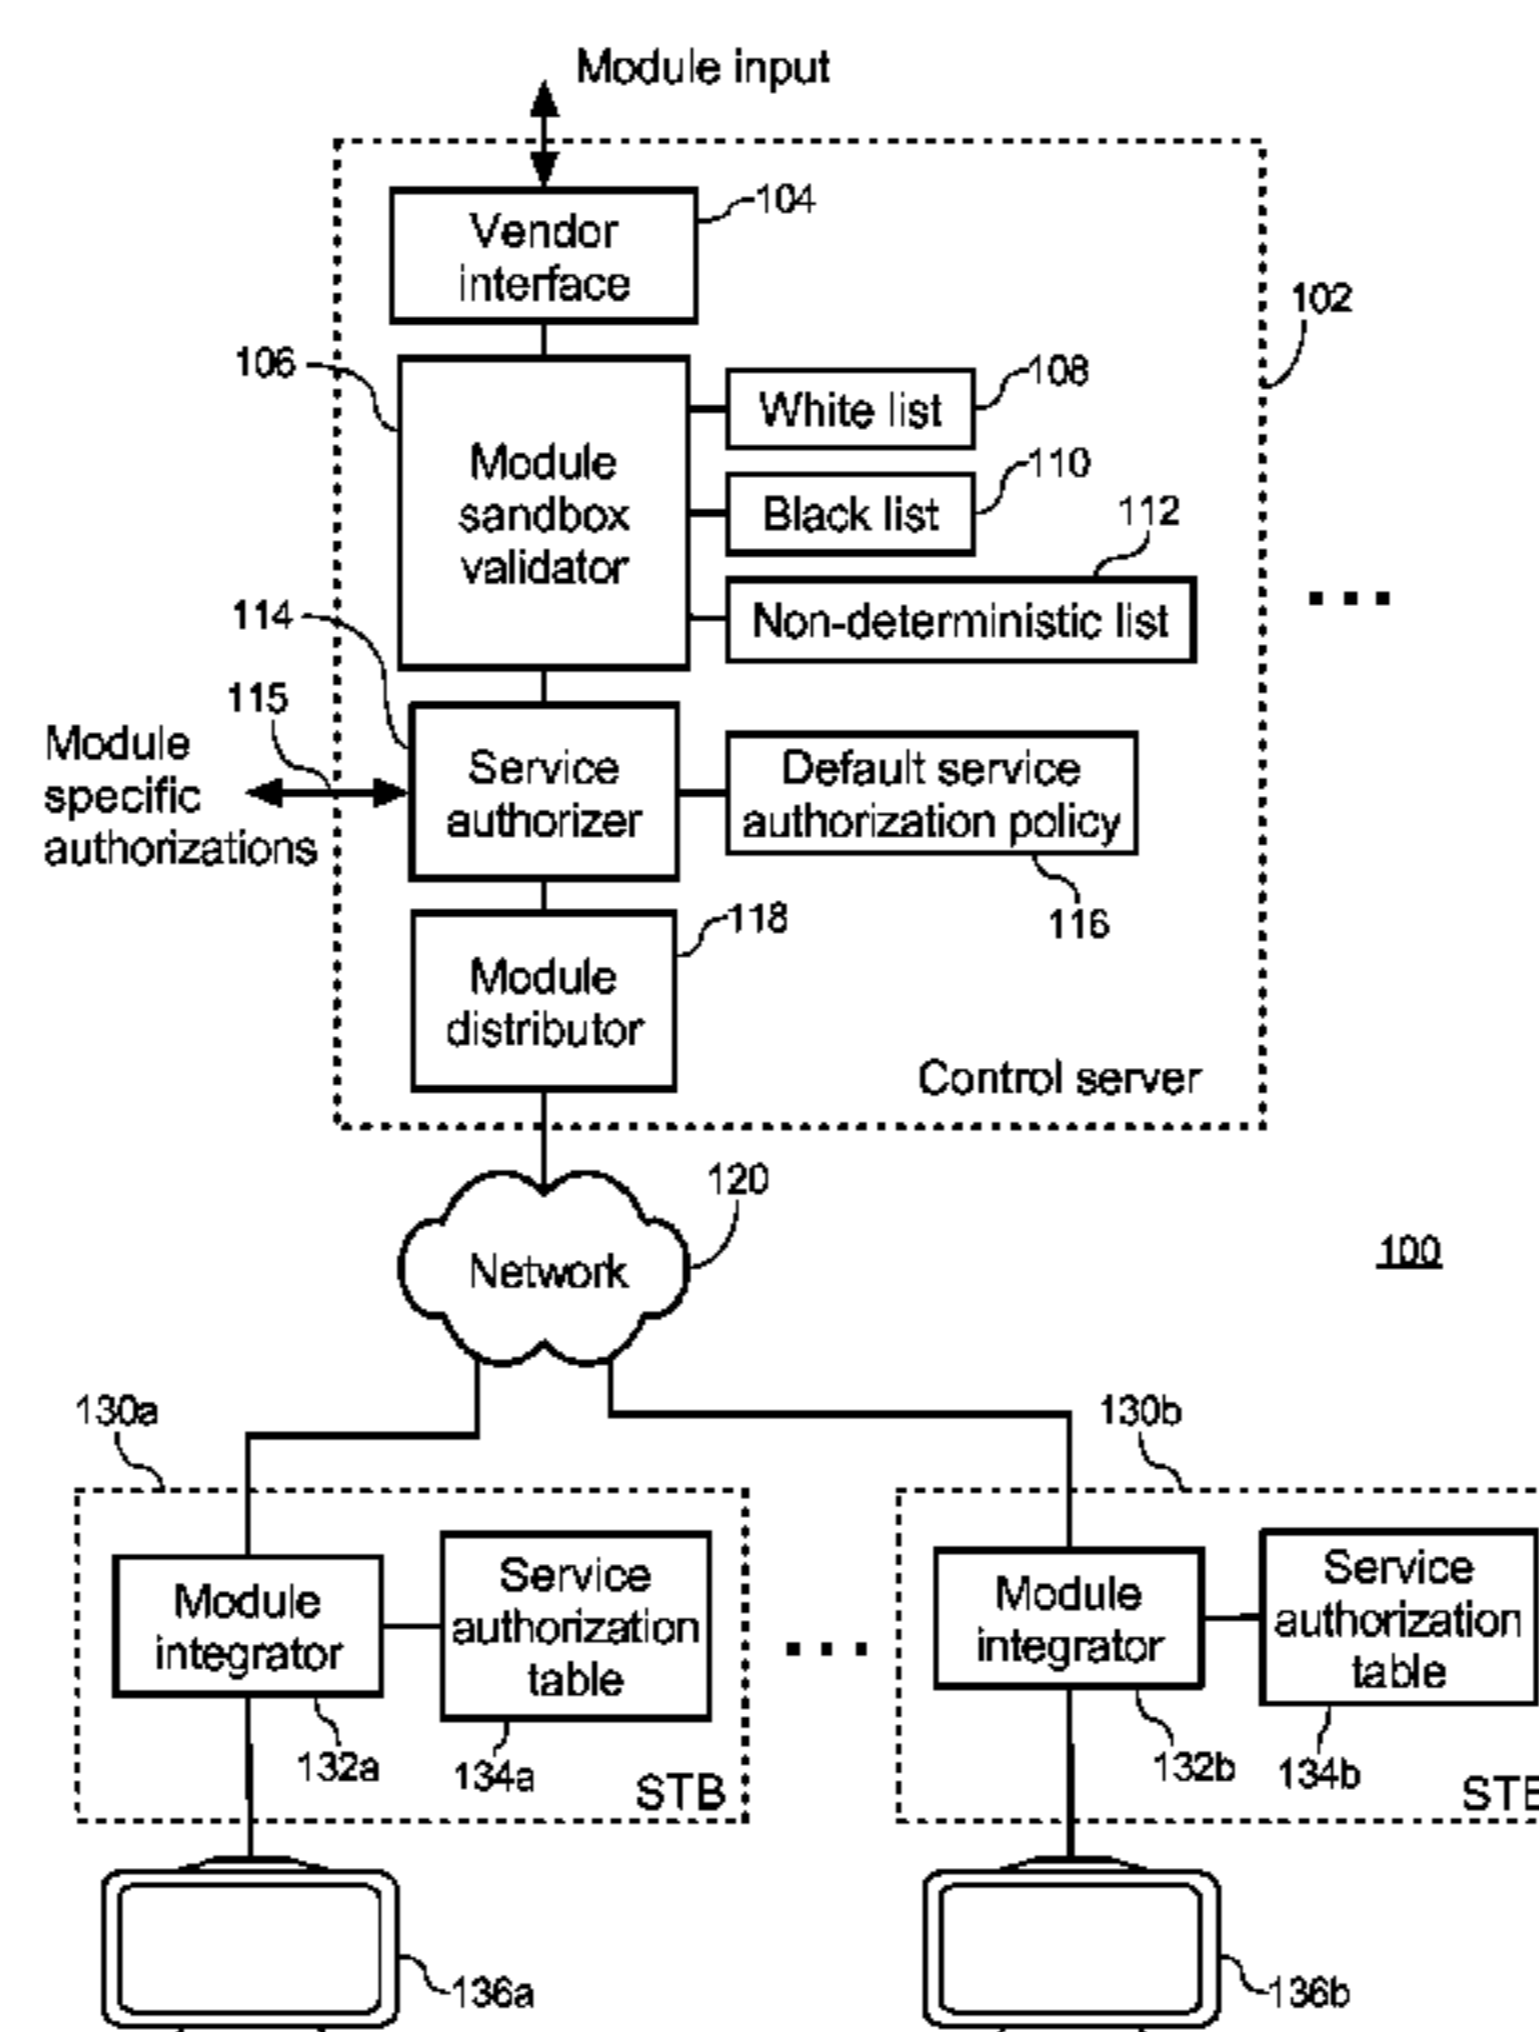 Module input
104
Vendor
interface
102
106
108
White list
Module
sandbox
validator
110
Black list
112
Non-deterministic list
114
115
Module
specific
authorizations
Service
authorizer
Default service
authorization policy
116
118
Module
distributor
Control server
120
Network
100
130a
130b
Module
integrator
Service
authorization
table
Module
integrator
Service
authorization
table
132a
134a
STB
132b
134b
136a
136b